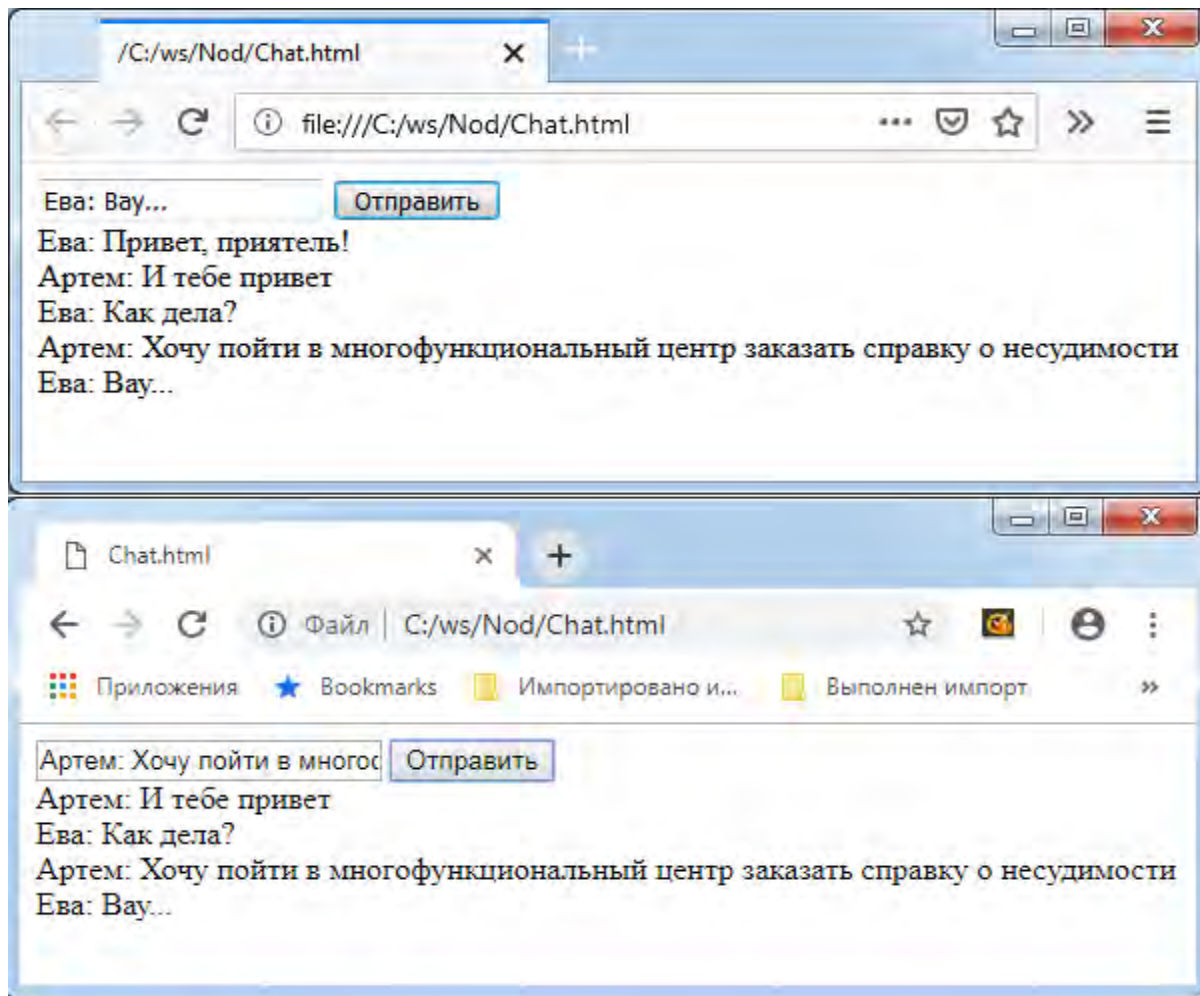 /C:/ws/Nod/Chat.html
file:///C:/ws/Nod/Chat.html
Ева: Вау... Отправить
Ева: Привет, приятель!
Артем: И тебе привет
Ева: Как дела?
Артем: Хочу пойти в многофункциональный центр заказать справку о несудимости
Ева: Вау...
Chat.html
Файл | C:/ws/Nod/Chat.html
Приложения Bookmarks Импортировано и... Выполнен импорт »
Артем: Хочу пойти в многос Отправить
Артем: И тебе привет
Ева: Как дела?
Артем: Хочу пойти в многофункциональный центр заказать справку о несудимости
Ева: Вау...